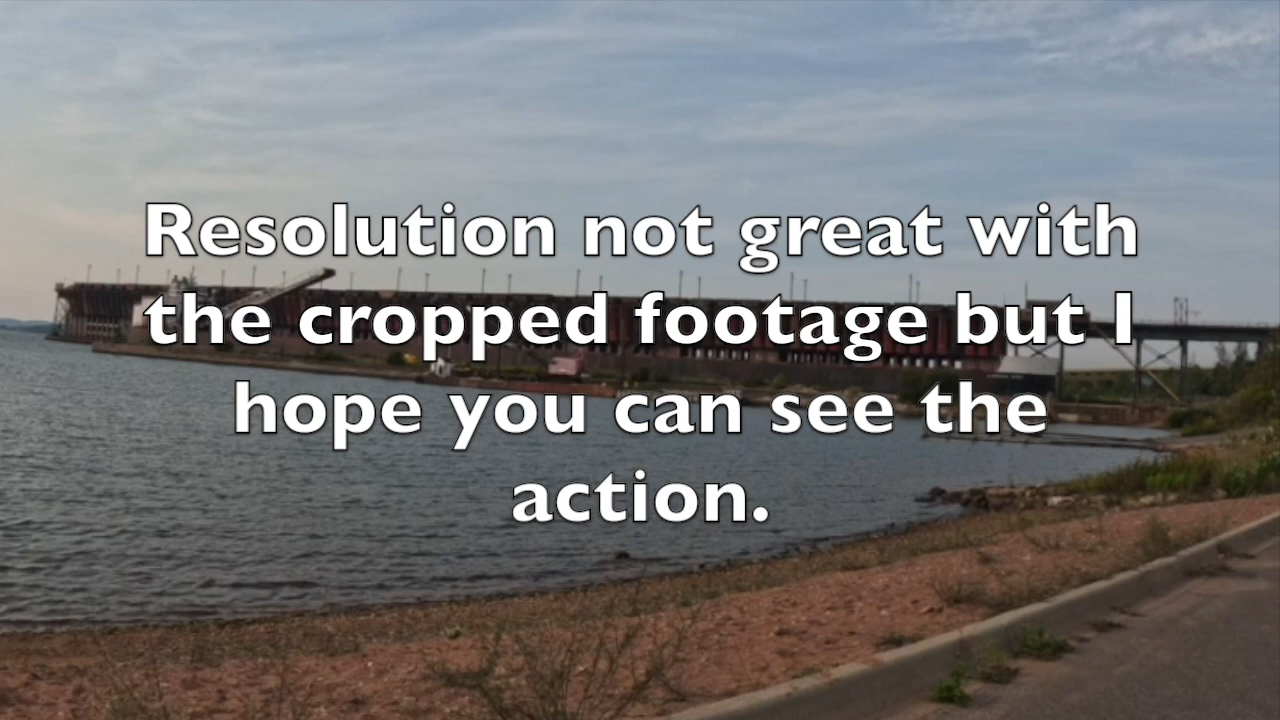 Resolution not great with
the cropped footage but I
hope you can see the
action.